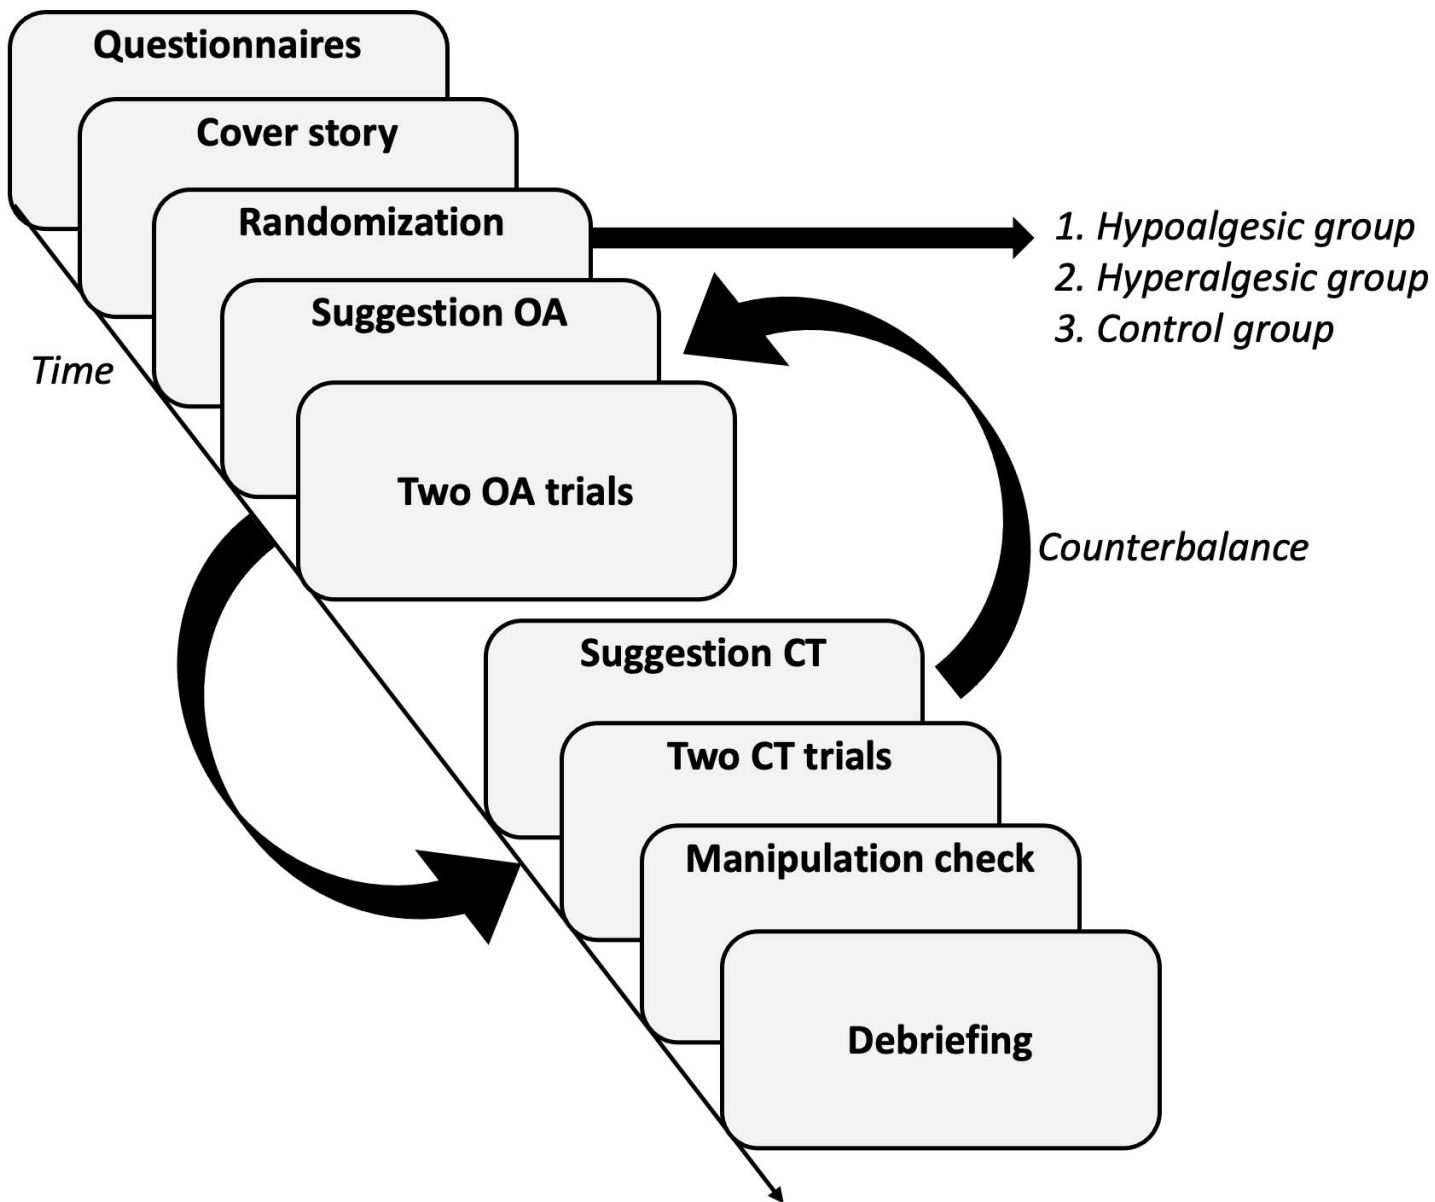 Questionnaires
Cover story
Randomization
1. Hypoalgesic group
2. Hyperalgesic group
3. Control group
Suggestion OA
Time
Two OA trials
Counterbalance
Suggestion CT
Two CT trials
Manipulation check
Debriefing